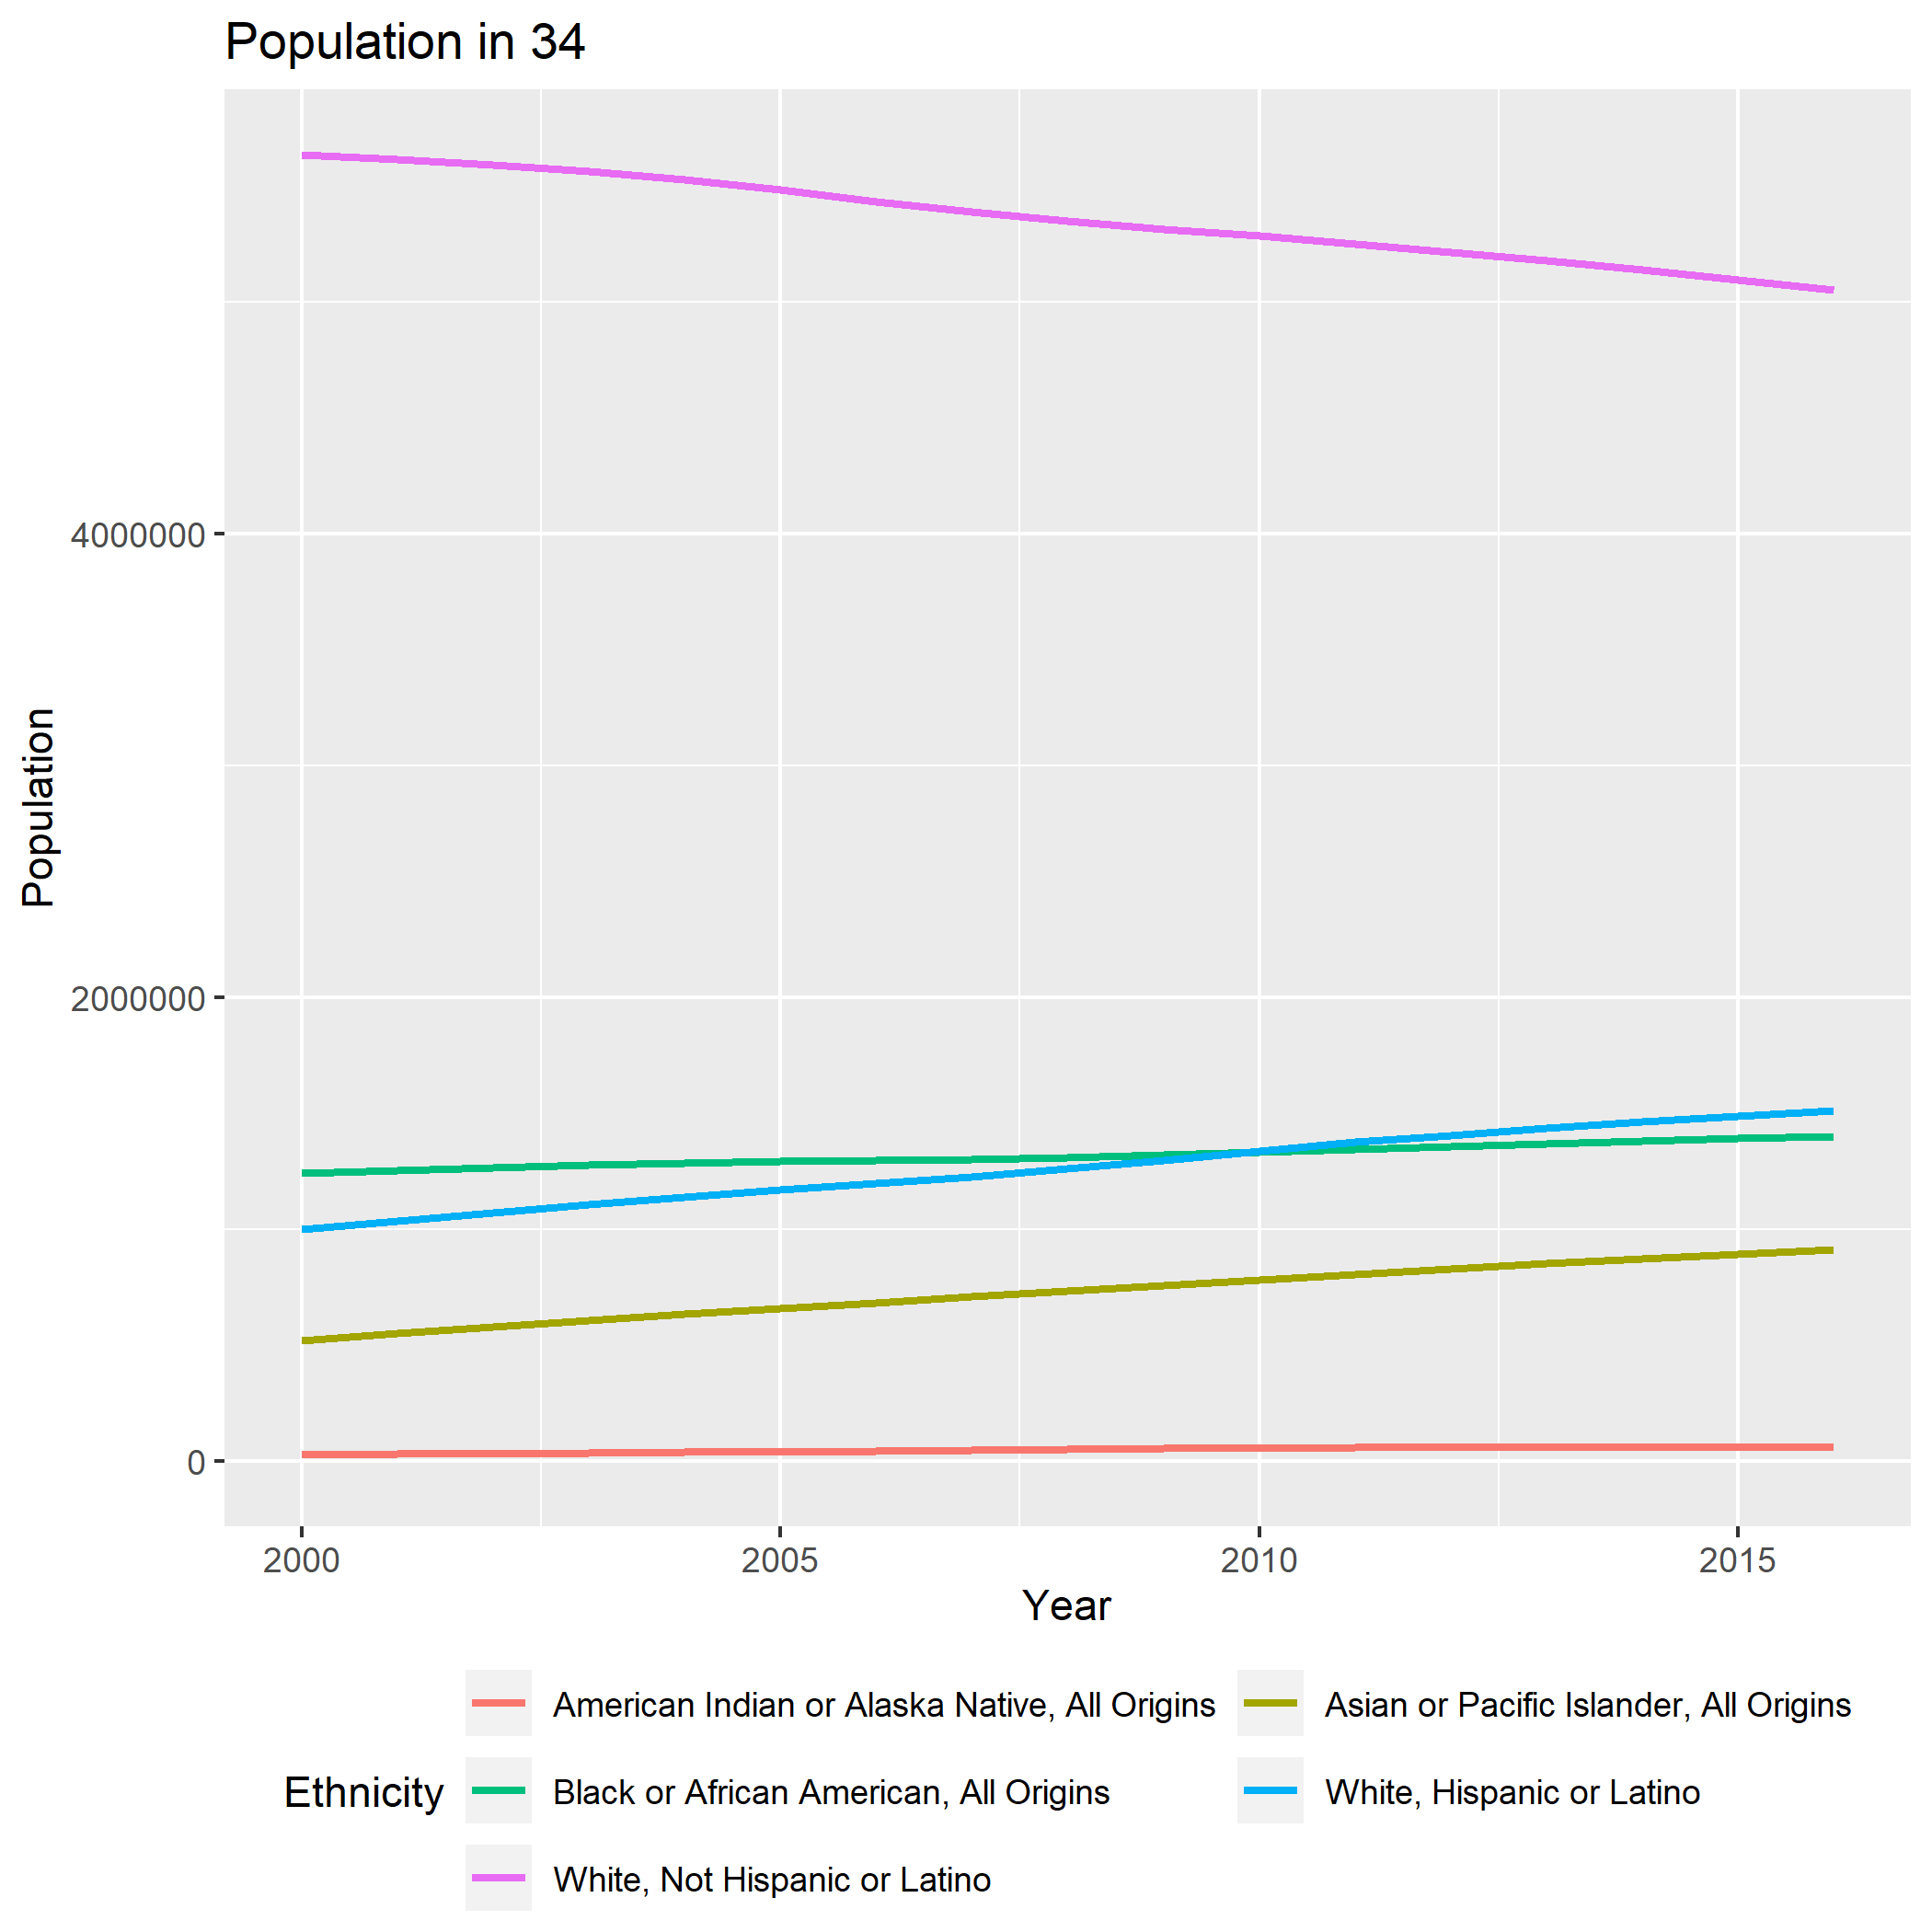 Population in 34
Population
4000000
2000000
0
2000 2005 2010 2015
Year
Ethnicity
American Indian or Alaska Native, All Origins
Asian or Pacific Islander, All Origins
Black or African American, All Origins
White, Hispanic or Latino
White, Not Hispanic or Latino